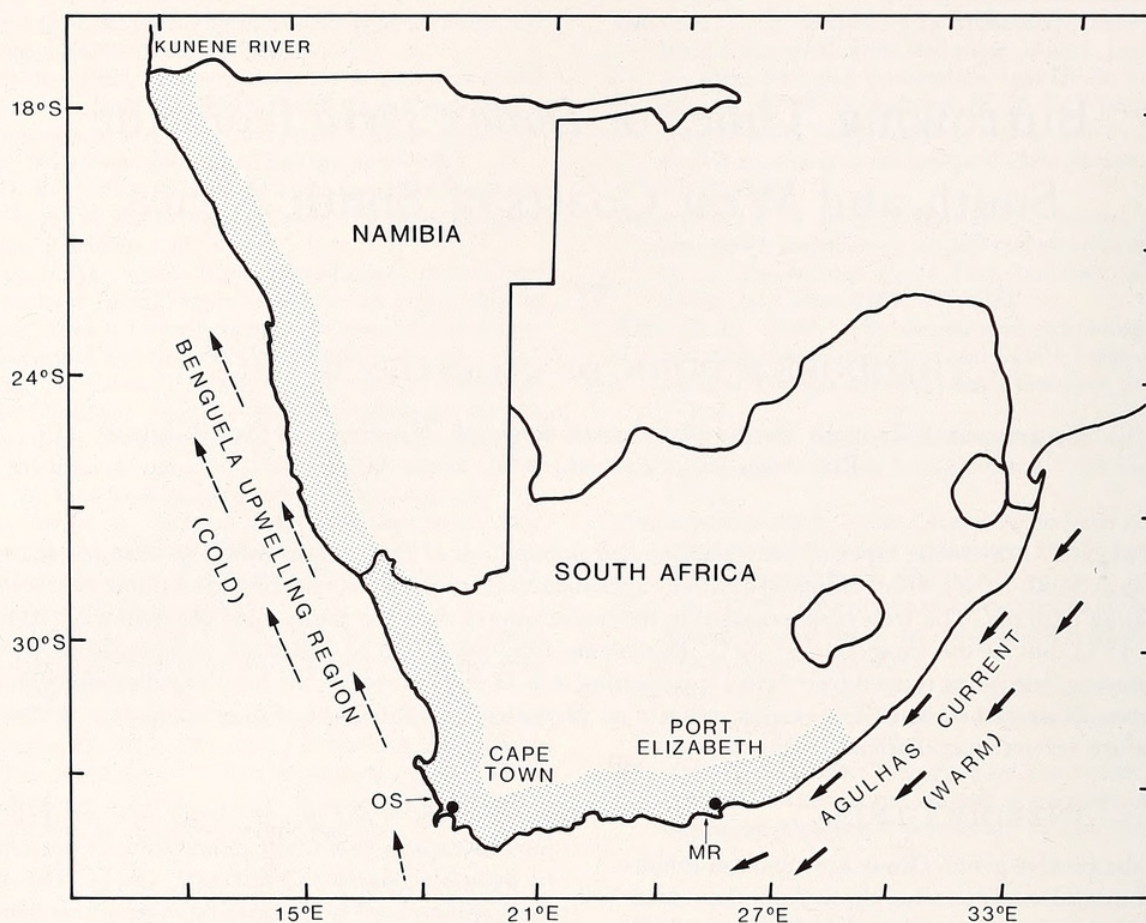 KUNENE RIVER
18°S
NAMIBIA
24°S
BENGUELA UPWELLING REGION
(COLD)
SOUTH AFRICA
30°S
AGULHAS CURRENT
(WARM)
PORT
ELIZABETH
CAPE
TOWN
OS
MR
15°E
21°E
27°E
33°E